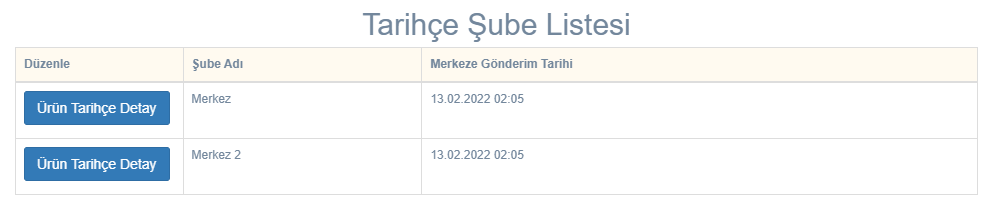 Tarihçe Şube Listesi
Düzenle Şube Adı Merkeze Gönderim Tarihi
Ürün Tarihçe Detay Merkez 13.02.2022 02:05
Ürün Tarihçe Detay Merkez 2 13.02.2022 02:05